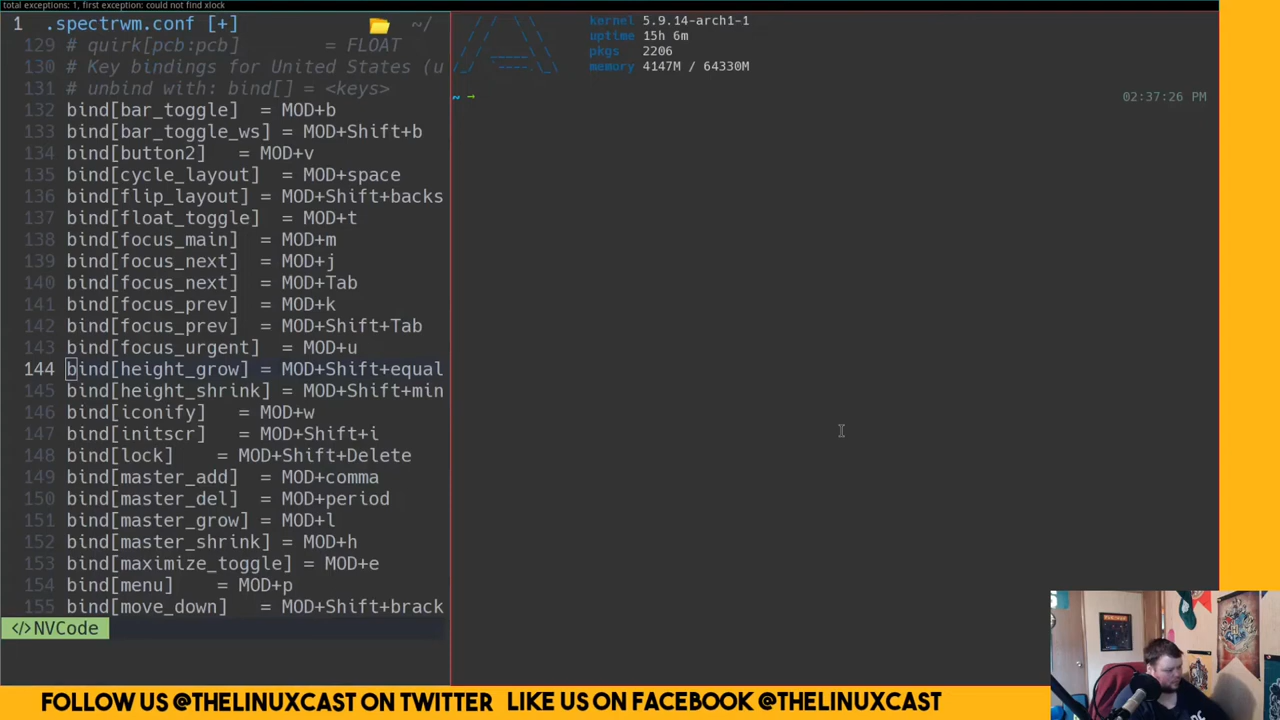 total exceptions: 1, first exception: could not find xlock
1 .spectrwm.conf [+] ~/
129 # quirk[pcb:pcb] = FLOAT
130 # Key bindings for United States (u
131 # unbind with: bind[] = <keys>
132 bind[bar_toggle] = MOD+b
133 bind[bar_toggle_ws] = MOD+Shift+b
134 bind[button2] = MOD+v
135 bind[cycle_layout] = MOD+space
136 bind[flip_layout] = MOD+Shift+backs
137 bind[float_toggle] = MOD+t
138 bind[focus_main] = MOD+m
139 bind[focus_next] = MOD+j
140 bind[focus_next] = MOD+Tab
141 bind[focus_prev] = MOD+k
142 bind[focus_prev] = MOD+Shift+Tab
143 bind[focus_urgent] = MOD+u
144 bind[height_grow] = MOD+Shift+equal
145 bind[height_shrink] = MOD+Shift+min
146 bind[iconify] = MOD+w
147 bind[initscr] = MOD+Shift+i
148 bind[lock] = MOD+Shift+Delete
149 bind[master_add] = MOD+comma
150 bind[master_del] = MOD+period
151 bind[master_grow] = MOD+l
152 bind[master_shrink] = MOD+h
153 bind[maximize_toggle] = MOD+e
154 bind[menu] = MOD+p
155 bind[move_down] = MOD+Shift+brack
</>NVCode
kernel 5.9.14-arch1-1
uptime 15h 6m
pkgs 2206
memory 4147M / 64330M
~ → 02:37:26 PM
FOLLOW US @THELINUXCAST ON TWITTER LIKE US ON FACEBOOK @THELINUXCAST